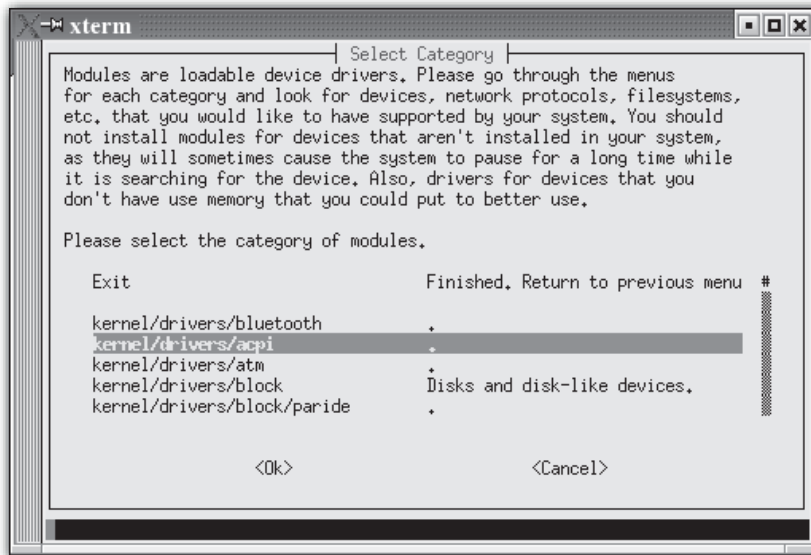 xterm
Select Category
Modules are loadable device drivers. Please go through the menus
for each category and look for devices, network protocols, filesystems,
etc. that you would like to have supported by your system. You should
not install modules for devices that aren't installed in your system,
as they will sometimes cause the system to pause for a long time while
it is searching for the device. Also, drivers for devices that you
don't have use memory that you could put to better use.
Please select the category of modules.
Exit Finished. Return to previous menu #
kernel/drivers/bluetooth .
kernel/drivers/acpi .
kernel/drivers/atm .
kernel/drivers/block Disks and disk-like devices.
kernel/drivers/block/paride .
<Ok> <Cancel>